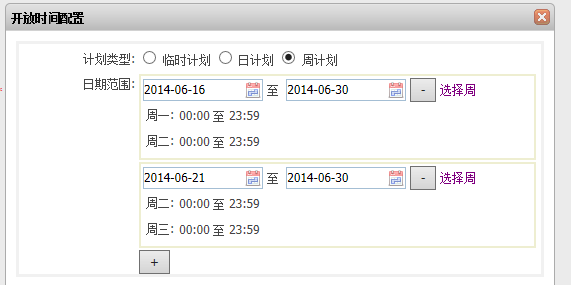 开放时间配置
计划类型: 临时计划 日计划 周计划
日期范围: 2014-06-16 至 2014-06-30 - 选择周
周一: 00:00 至 23:59
周二: 00:00 至 23:59
2014-06-21 至 2014-06-30 - 选择周
周二: 00:00 至 23:59
周三: 00:00 至 23:59
+